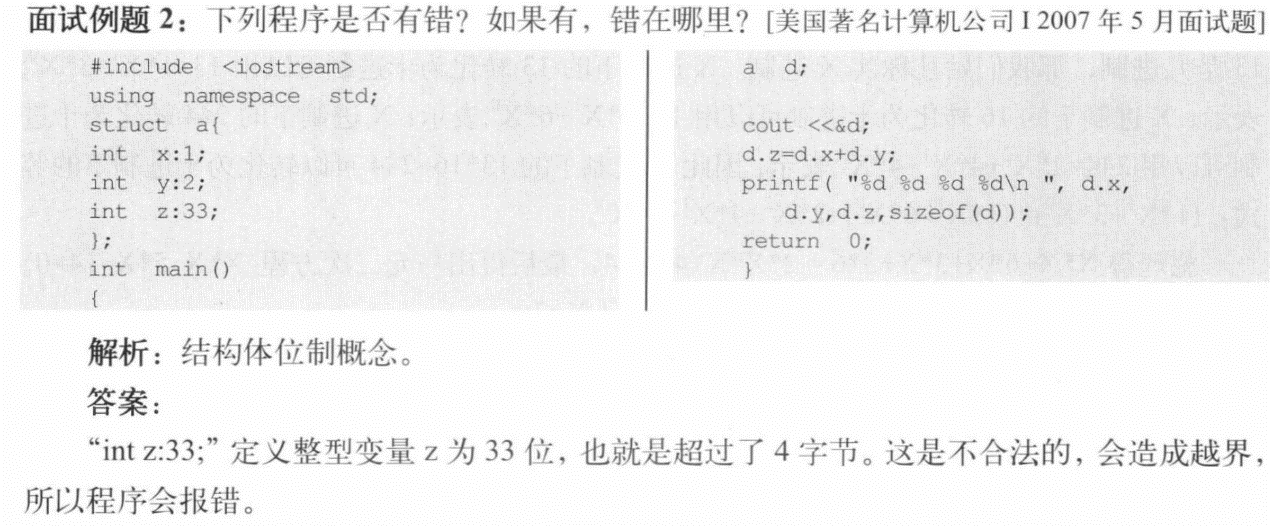 面试例题 2：下列程序是否有错？如果有，错在哪里？[美国著名计算机公司 I 2007 年 5 月面试题]
#include <iostream>
using namespace std;
struct a{
int x:1;
int y:2;
int z:33;
};
int main()
{
a d;
cout <<&d;
d.z=d.x+d.y;
printf( "%d %d %d %d\n ", d.x,
d.y,d.z,sizeof(d));
return 0;
}
解析：结构体位制概念。
答案：
“int z:33;”定义整型变量 z 为 33 位，也就是超过了 4 字节。这是不合法的，会造成越界，
所以程序会报错。